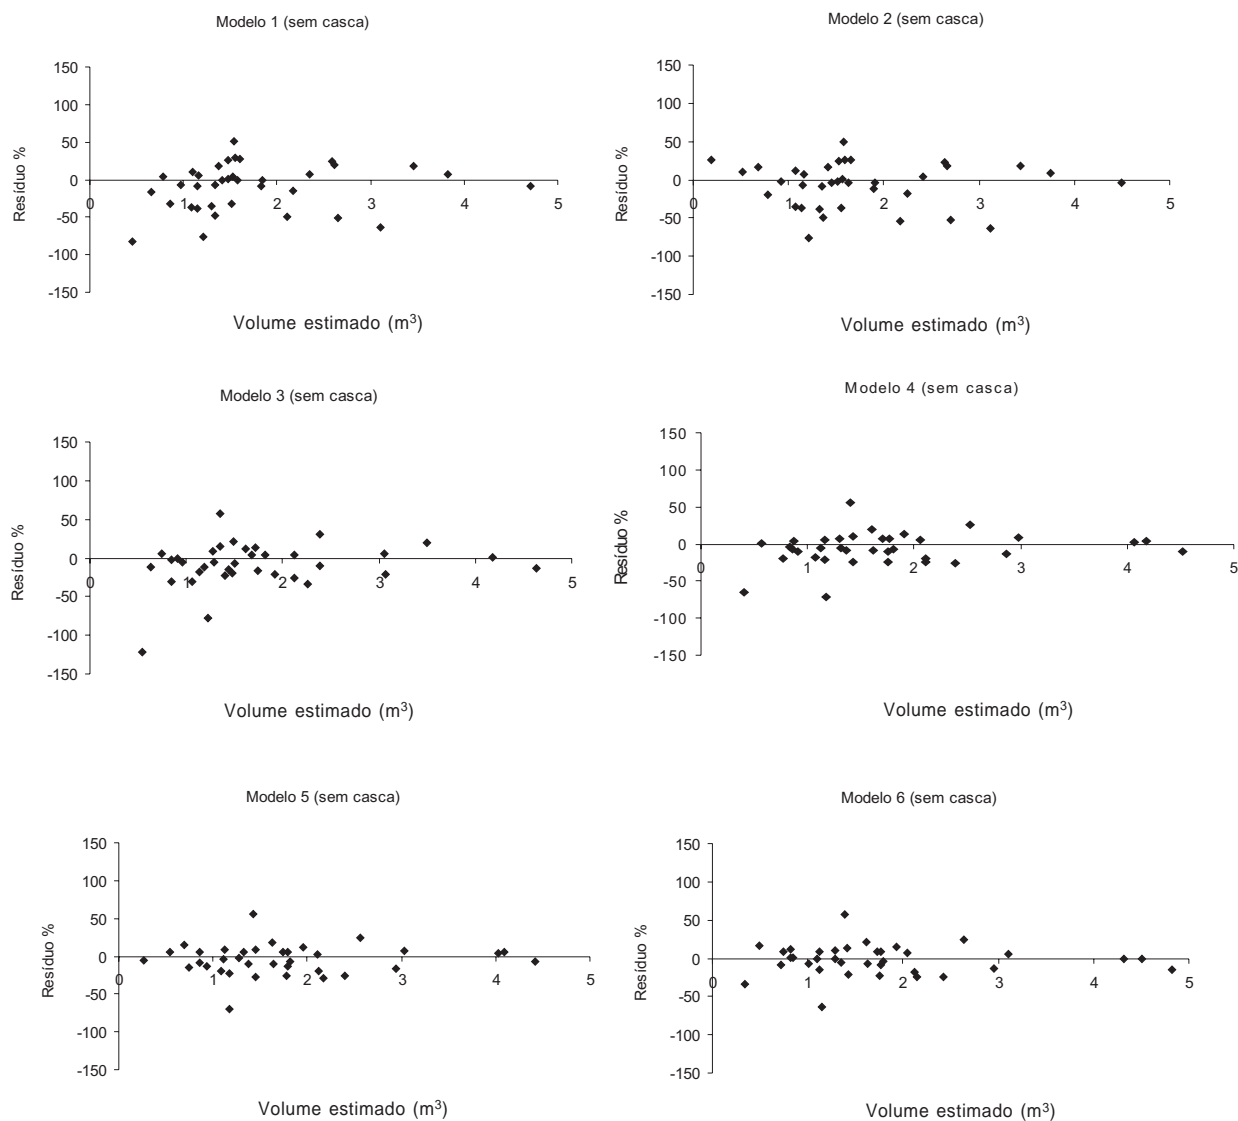 Modelo 1 (sem casca)
150
100
50
0
-50
-100
-150
0 1 2 3 4 5
Resíduo %
Volume estimado (m³)
Modelo 2 (sem casca)
150
100
50
0
-50
-100
-150
0 1 2 3 4 5
Resíduo %
Volume estimado (m³)
Modelo 3 (sem casca)
150
100
50
0
-50
-100
-150
0 1 2 3 4 5
Resíduo %
Volume estimado (m³)
Modelo 4 (sem casca)
150
100
50
0
-50
-100
-150
0 1 2 3 4 5
Resíduo %
Volume estimado (m³)
Modelo 5 (sem casca)
150
100
50
0
-50
-100
-150
0 1 2 3 4 5
Resíduo %
Volume estimado (m³)
Modelo 6 (sem casca)
150
100
50
0
-50
-100
-150
0 1 2 3 4 5
Resíduo %
Volume estimado (m³)